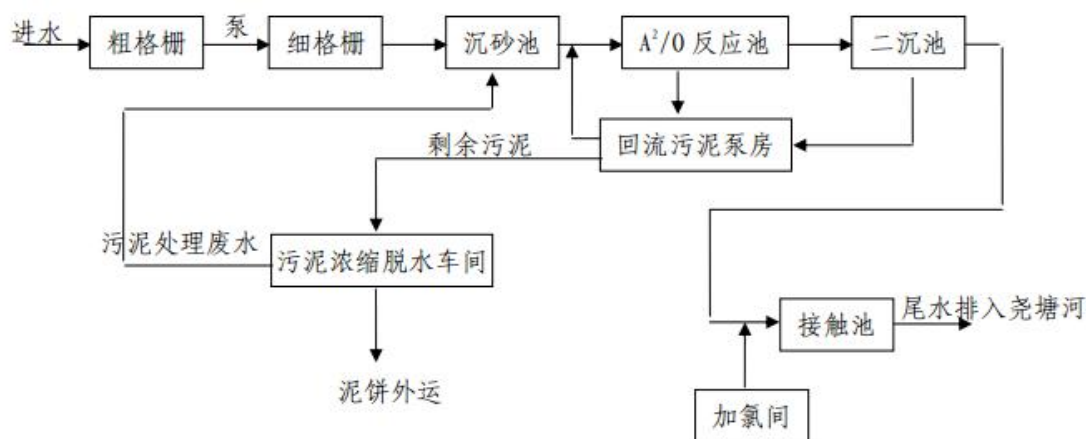 进水
粗格栅
泵
细格栅
沉砂池
A²/O 反应池
二沉池
剩余污泥
回流污泥泵房
污泥处理废水
污泥浓缩脱水车间
接触池
尾水排入尧塘河
泥饼外运
加氯间